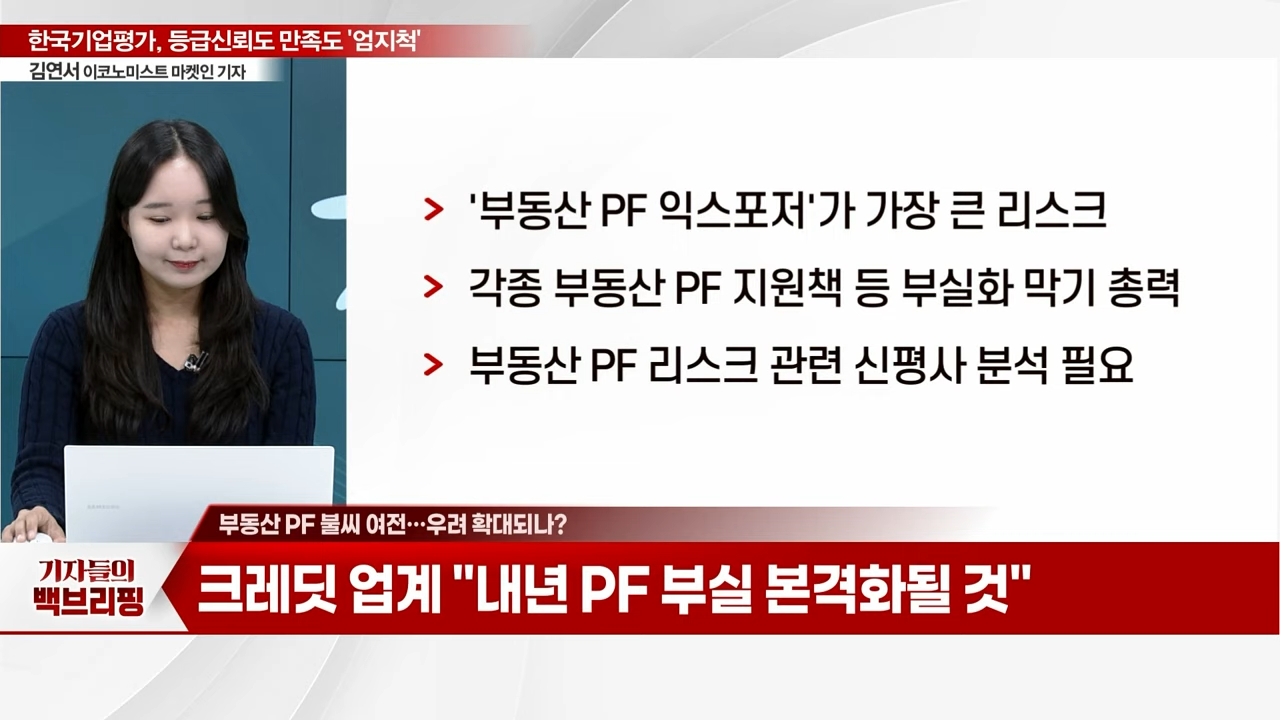 한국기업평가, 등급신뢰도 만족도 '엄지척'
김연서 이코노미스트 마켓인 기자
> '부동산 PF 익스포저'가 가장 큰 리스크
> 각종 부동산 PF 지원책 등 부실화 막기 총력
> 부동산 PF 리스크 관련 신평사 분석 필요
SAMSUNG
부동산 PF 불씨 여전…우려 확대되나?
기자들의
백브리핑
크레딧 업계 "내년 PF 부실 본격화될 것"